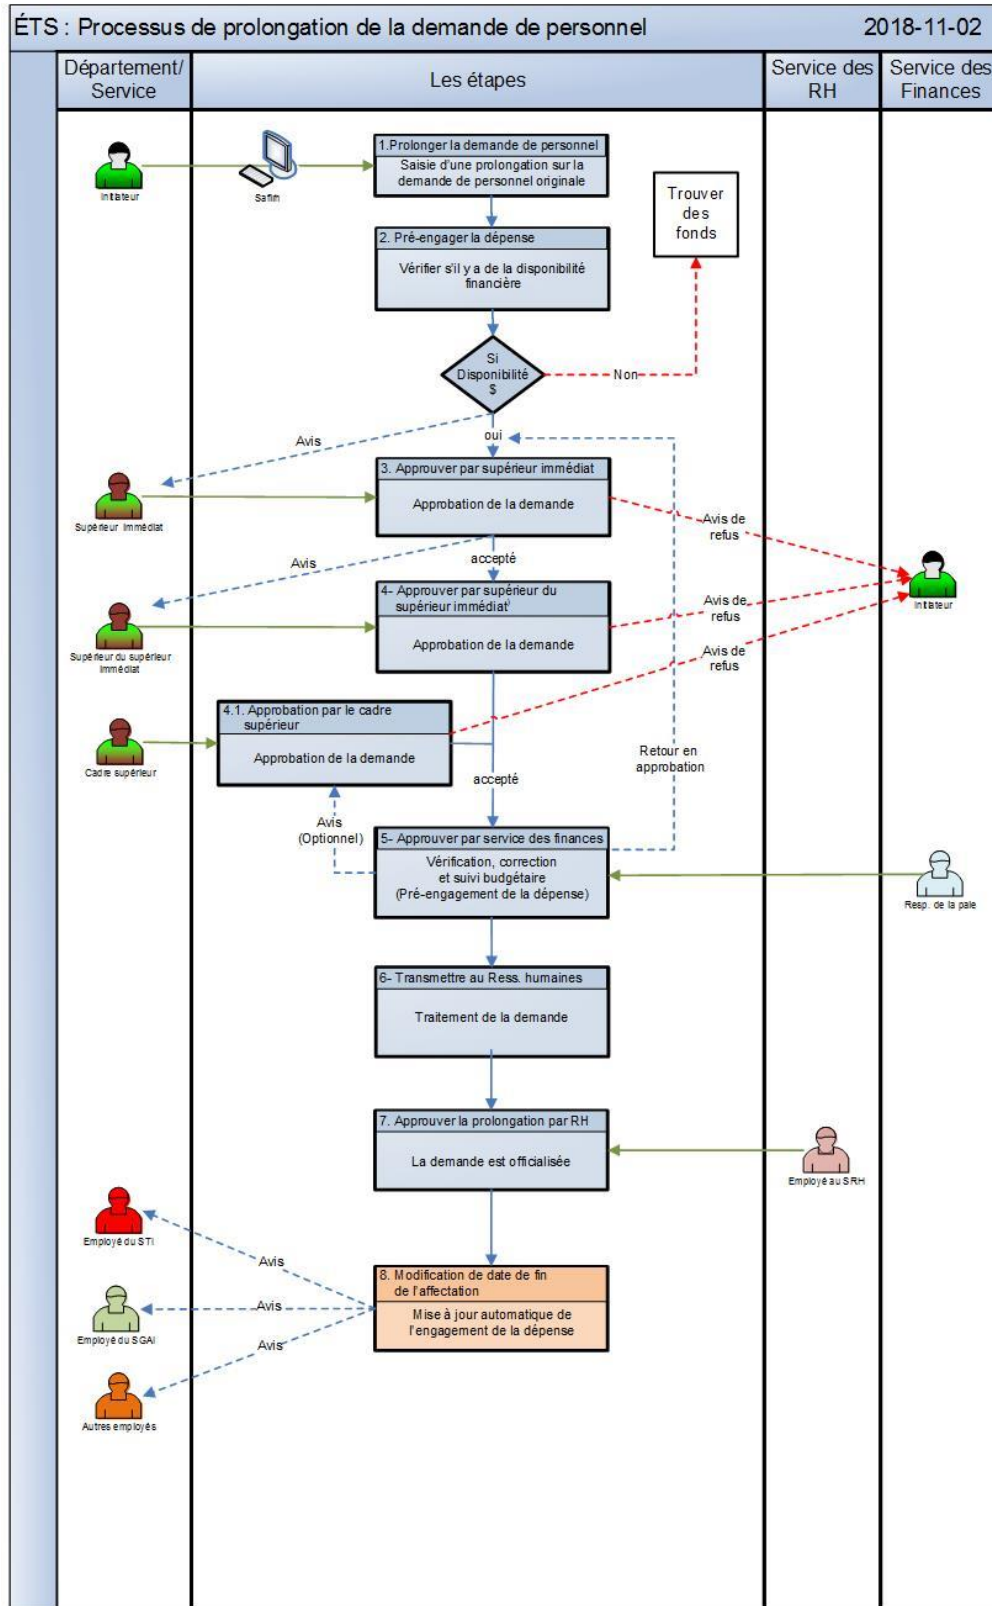 ÉTS : Processus de prolongation de la demande de personnel
2018-11-02
Département/
Service
Les étapes
Service des
RH
Service des
Finances
Initiateur
Safim
1.Prolonger la demande de personnel
Saisie d'une prolongation sur la
demande de personnel originale
Trouver
des
fonds
2. Pré-engager la dépense
Vérifier s'il y a de la disponibilité
financière
Si
Disponibilité
$
Non
Avis
oui
3. Approuver par supérieur immédiat
Approbation de la demande
Supérieur immédiat
Avis de
refus
Avis
accepté
4- Approuver par supérieur du
supérieur immédiat
Approbation de la demande
Supérieur du supérieur
immédiat
Avis de
refus
Initiateur
Avis de
refus
4.1. Approbation par le cadre
supérieur
Approbation de la demande
Cadre supérieur
Retour en
approbation
accepté
Avis
(Optionnel)
5- Approuver par service des finances
Vérification, correction
et suivi budgétaire
(Pré-engagement de la dépense)
Resp. de la paie
6- Transmettre au Ress. humaines
Traitement de la demande
7. Approuver la prolongation par RH
La demande est officialisée
Employé au SRH
Employé du STI
Avis
8. Modification de date de fin
de l'affectation
Mise à jour automatique de
l'engagement de la dépense
Avis
Employé du SGAI
Avis
Autres employés